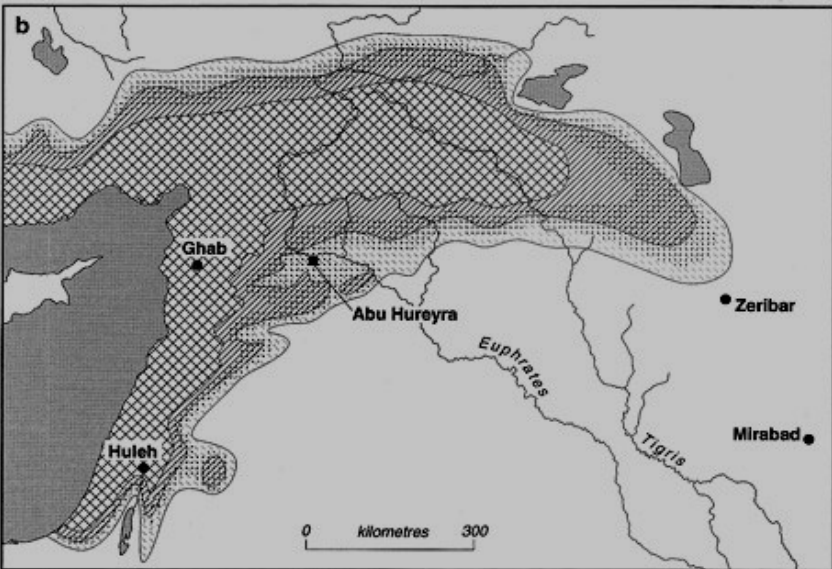 b
Ghab
Abu Hureyra
Zeribar
Euphrates
Mirabad
Tigris
Huleh
0 kilometres 300